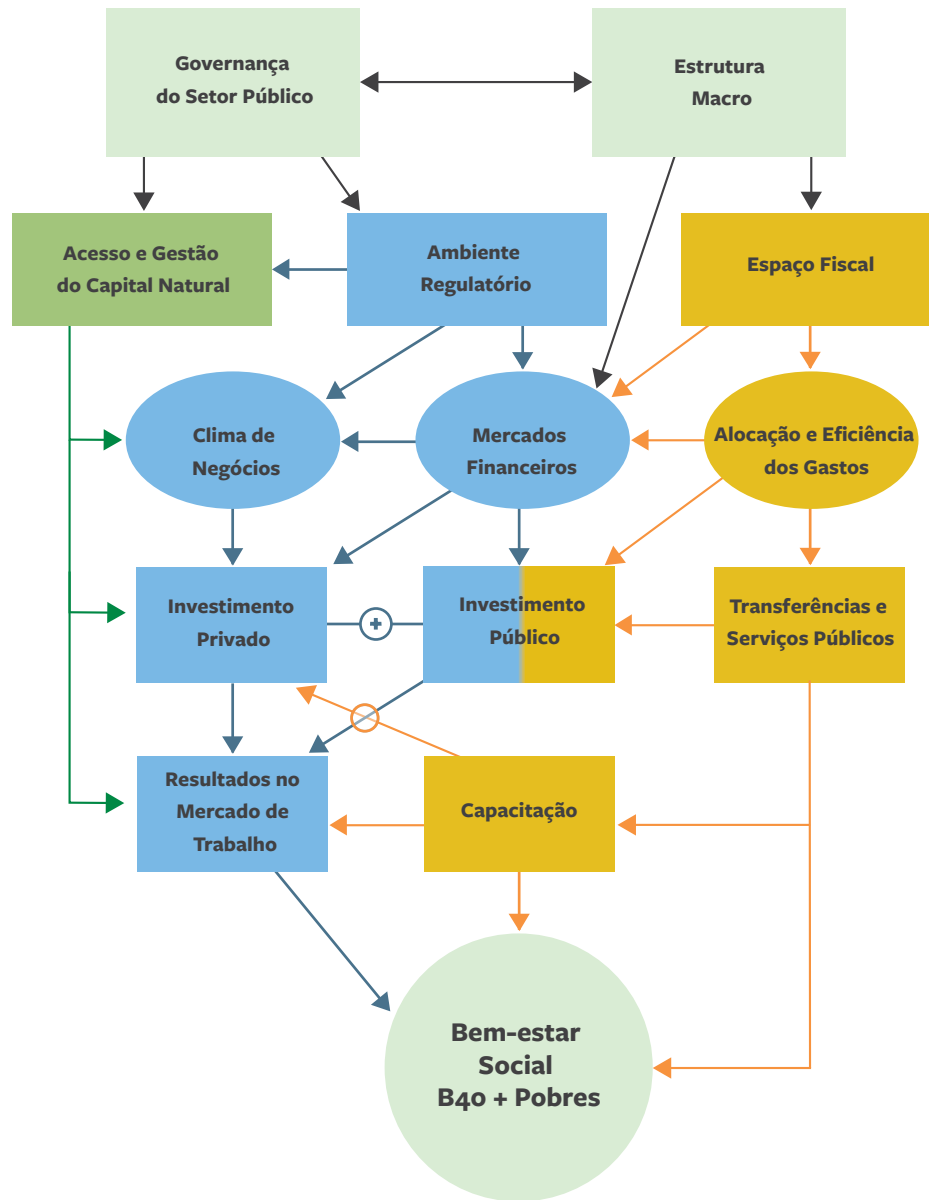 Governança
do Setor Público
Estrutura
Macro
Acesso e Gestão
do Capital Natural
Ambiente
Regulatório
Espaço Fiscal
Clima de
Negócios
Mercados
Financeiros
Alocação e Eficiência
dos Gastos
Investimento
Privado
+
Investimento
Público
Transferências e
Serviços Públicos
Resultados no
Mercado de
Trabalho
Capacitação
Bem-estar
Social
B40 + Pobres